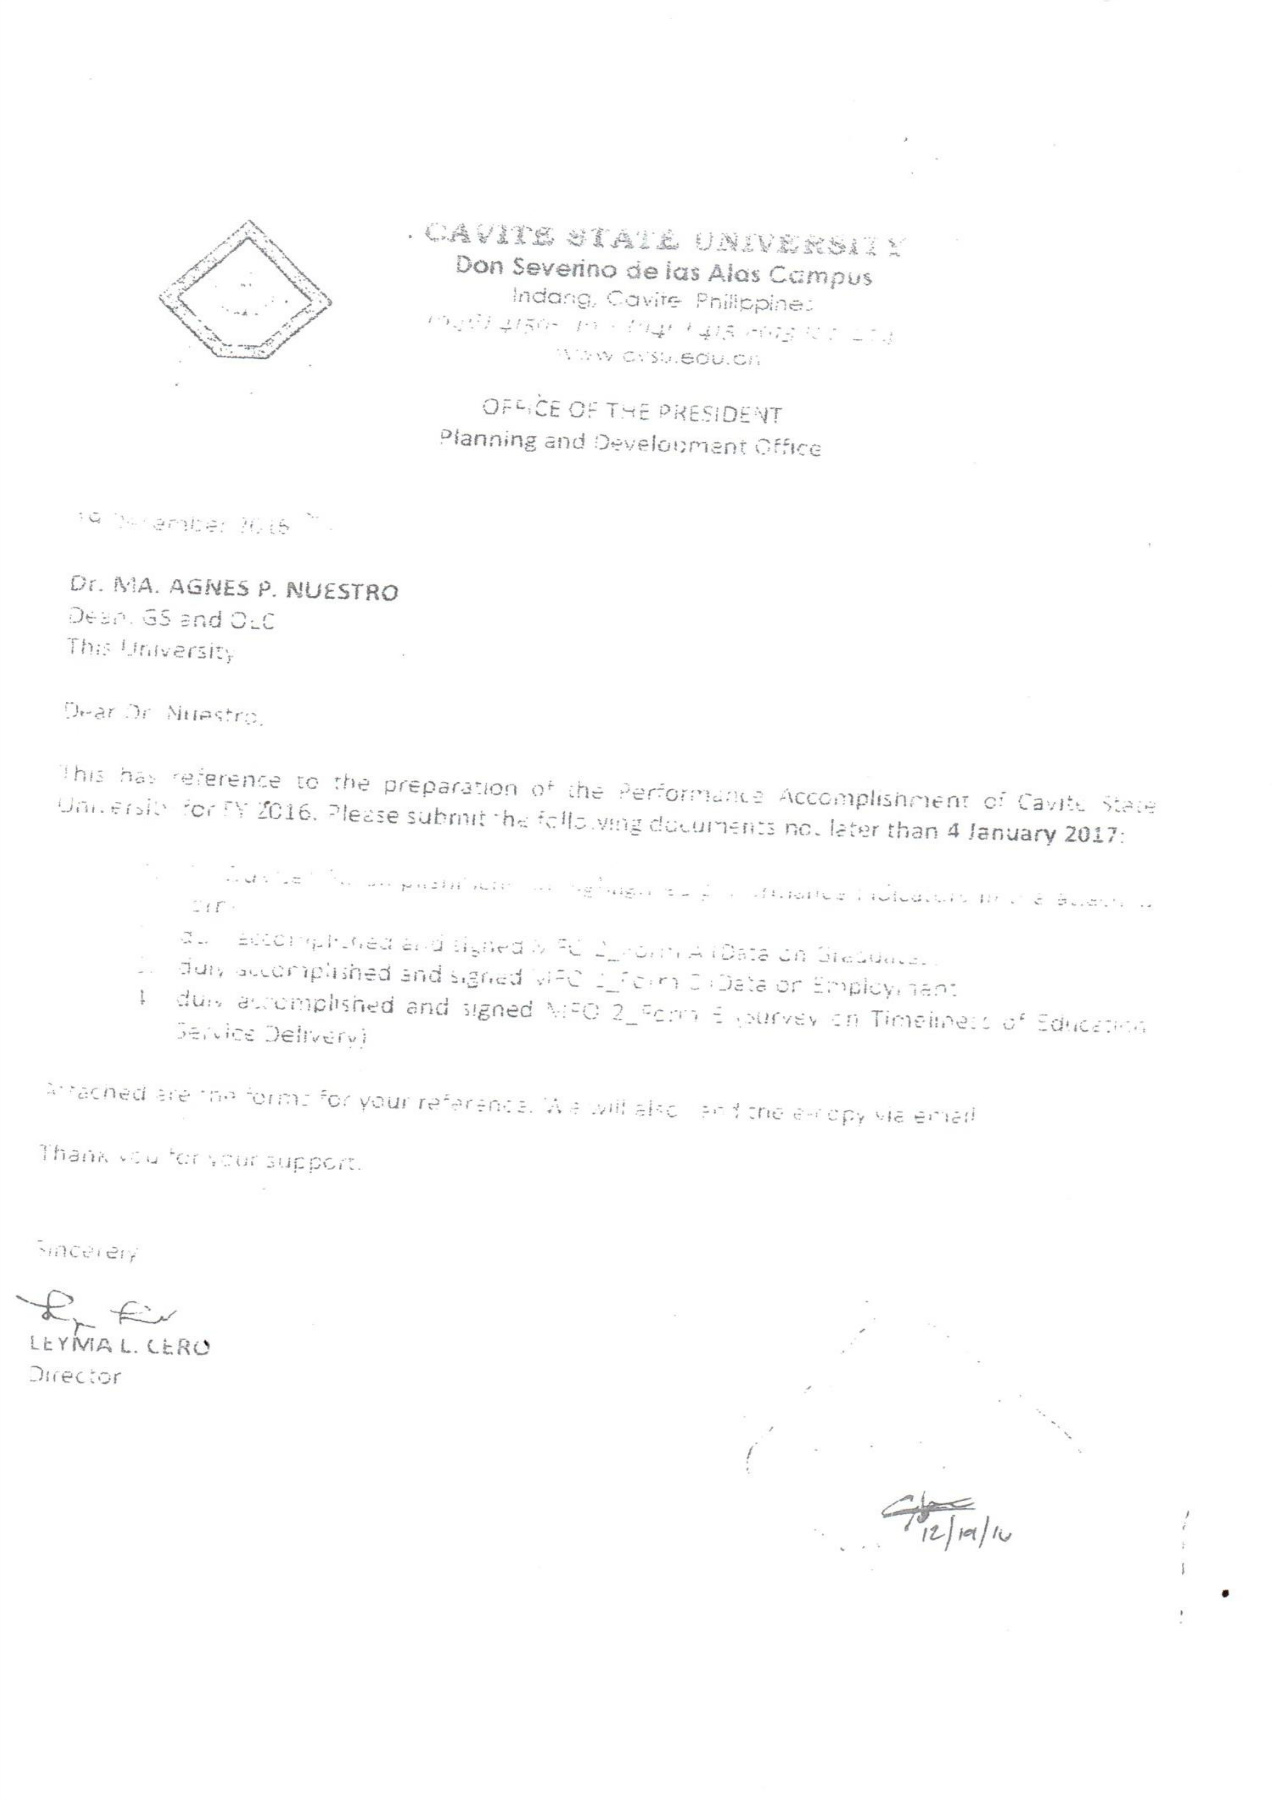 CAVITE STATE UNIVERSITY
Don Severino de las Alas Campus
Indang, Cavite Philippines
www.cvsu.edu.ph
OFFICE OF THE PRESIDENT
Planning and Development Office
19 December 2016
Dr. MA. AGNES P. NUESTRO
Dean, GS and OLC
This University
Dear Dr. Nuestro,
This has reference to the preparation of the Performance Accomplishment of Cavite State
University for FY 2016. Please submit the following documents not later than 4 January 2017:
Performance Indicators in the
accomplished and signed MFO 2_Form A (Data on Graduates)
duly accomplished and signed MFO 2_Form (Data on Employment
4 duly accomplished and signed MFO 2_Form E (Survey on Timeliness of Education
Service Delivery)
Attached are the forms for your reference. We will also send the e-copy via email
Thank you for your support.
Sincerely
LEYMA L. CERO
Director
12/19/16